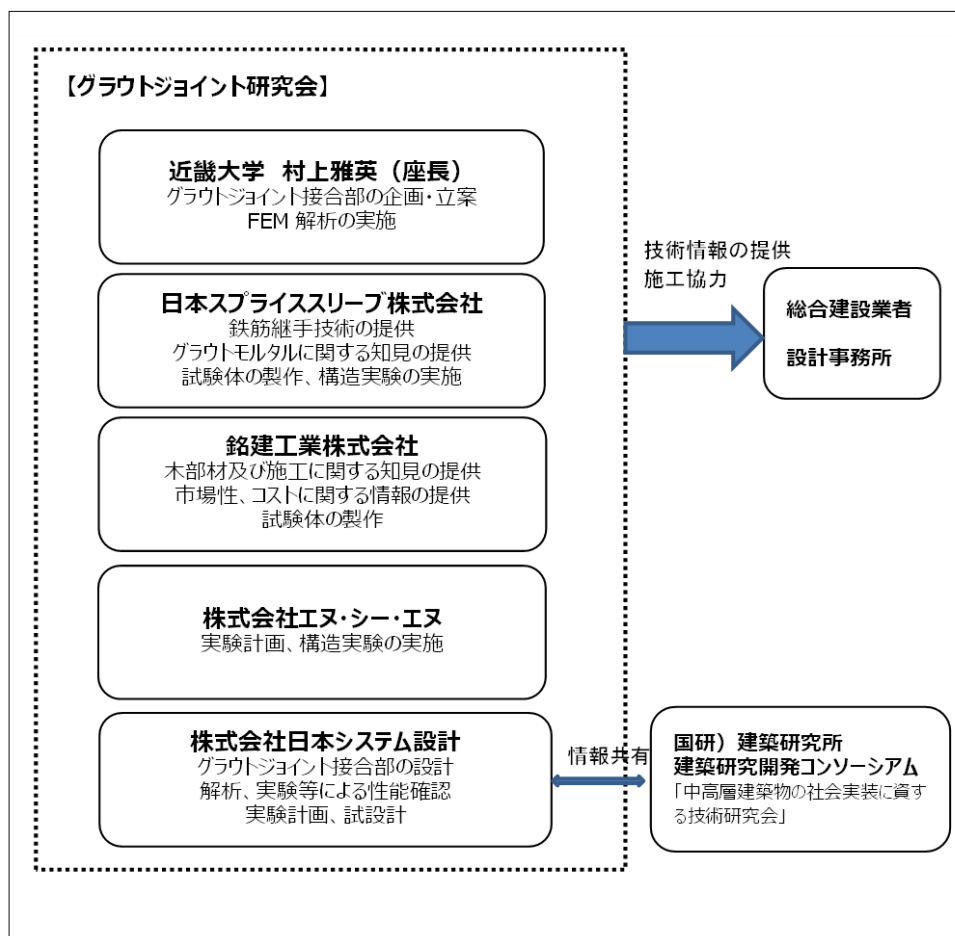 【グラウトジョイント研究会】
近畿大学 村上雅英（座長）
グラウトジョイント接合部の企画・立案
FEM 解析の実施
日本スプライススリーブ株式会社
鉄筋継手技術の提供
グラウトモルタルに関する知見の提供
試験体の製作、構造実験の実施
銘建工業株式会社
木部材及び施工に関する知見の提供
市場性、コストに関する情報の提供
試験体の製作
株式会社エヌ・シー・エヌ
実験計画、構造実験の実施
株式会社日本システム設計
グラウトジョイント接合部の設計
解析、実験等による性能確認
実験計画、試設計
技術情報の提供
施工協力
総合建設業者
設計事務所
情報共有
国研）建築研究所
建築研究開発コンソーシアム
「中高層建築物の社会実装に資す
る技術研究会」